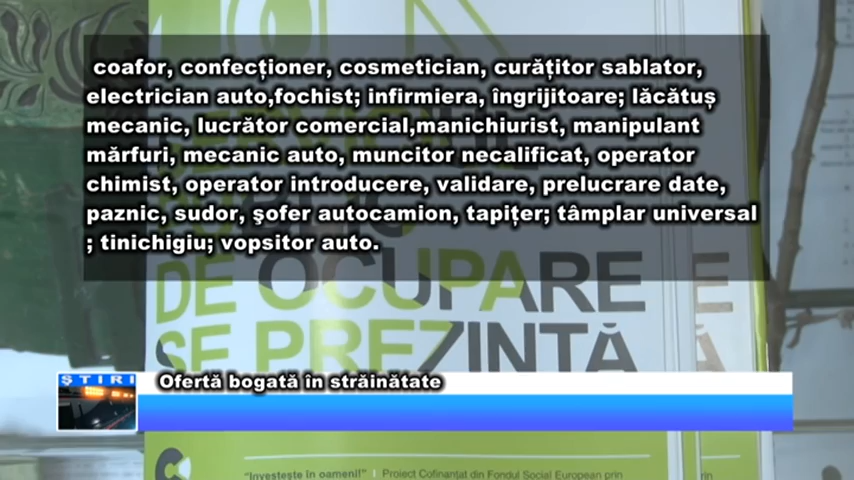 coafor, confecționer, cosmetician, curățitor sablator,
electrician auto,fochist; infirmiera, îngrijitoare; lăcătuș
mecanic, lucrător comercial,manichiurist, manipulant
mărfuri, mecanic auto, muncitor necalificat, operator
chimist, operator introducere, validare, prelucrare date,
paznic, sudor, şofer autocamion, tapițer; tâmplar universal
; tinichigiu; vopsitor auto.
DE OCUPARE
SE PREZINTĂ
E
Ă
ŞTIRI
Ofertă bogată în străinătate
"Investeşte în oameni!" | Proiect Cofinanțat din Fondul Social European prin
prin